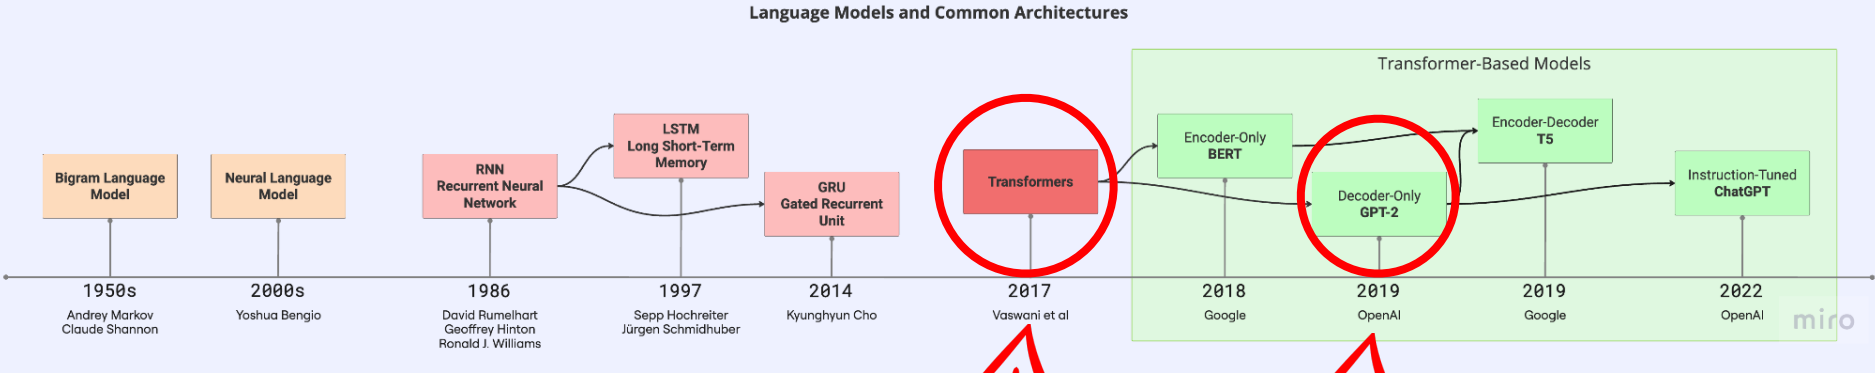 Language Models and Common Architectures
Transformer-Based Models
Bigram Language
Model
Neural Language
Model
RNN
Recurrent Neural
Network
LSTM
Long Short-Term
Memory
GRU
Gated Recurrent
Unit
Transformers
Encoder-Only
BERT
Decoder-Only
GPT-2
Encoder-Decoder
T5
Instruction-Tuned
ChatGPT
1950s
Andrey Markov
Claude Shannon
2000s
Yoshua Bengio
1986
David Rumelhart
Geoffrey Hinton
Ronald J. Williams
1997
Sepp Hochreiter
Jürgen Schmidhuber
2014
Kyunghyun Cho
2017
Vaswani et al
2018
Google
2019
OpenAI
2019
Google
2022
OpenAI
miro